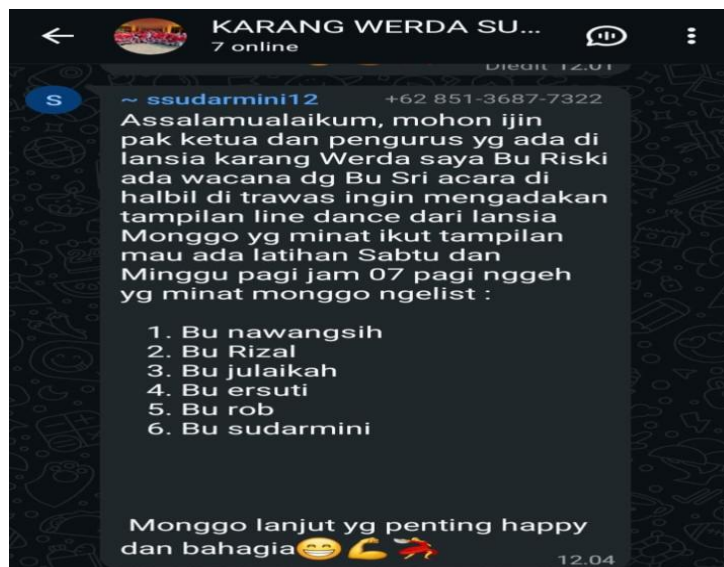 KARANG WERDA SU...
7 online
Diedit 12.01
S
~ ssudarmini12 +62 851-3687-7322
Assalamualaikum, mohon ijin
pak ketua dan pengurus yg ada di
lansia karang Werda saya Bu Riski
ada wacana dg Bu Sri acara di
halbil di trawas ingin mengadakan
tampilan line dance dari lansia
Monggo yg minat ikut tampilan
mau ada latihan Sabtu dan
Minggu pagi jam 07 pagi nggeh
yg minat monggo ngelist :
1. Bu nawangsih
2. Bu Rizal
3. Bu julaikah
4. Bu ersuti
5. Bu rob
6. Bu sudarmini
Monggo lanjut yg penting happy
dan bahagia😁💪💃
12.04